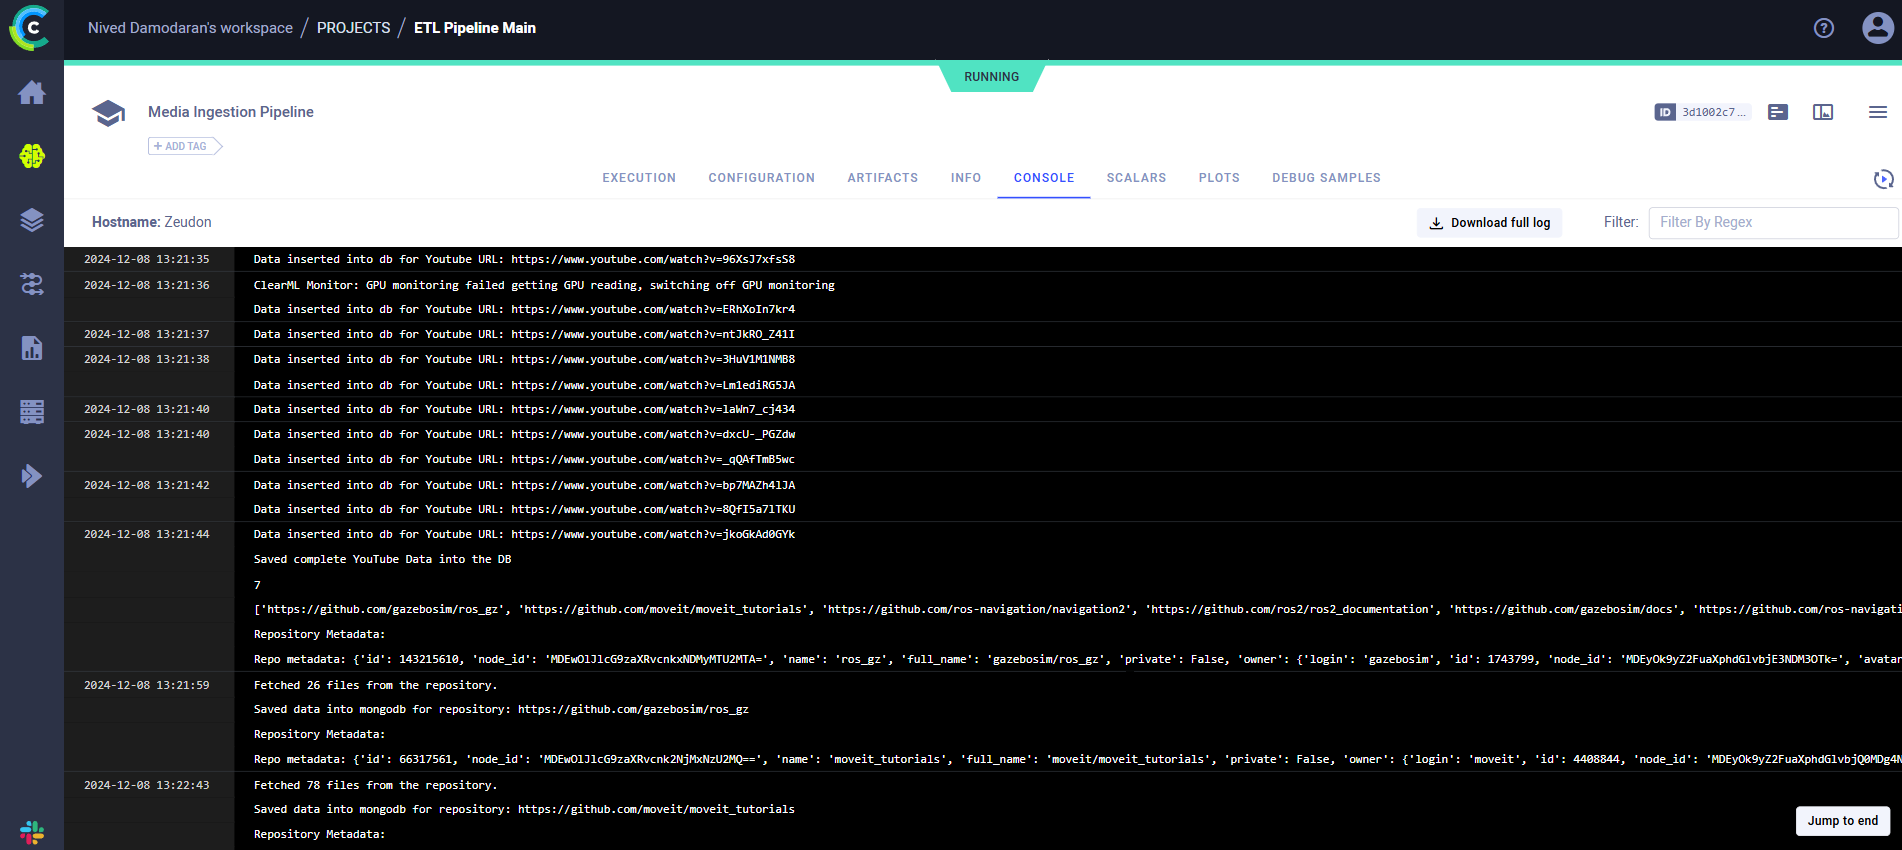 Nived Damodaran's workspace / PROJECTS / ETL Pipeline Main
RUNNING
Media Ingestion Pipeline
ID 3d1002c7...
+ ADD TAG
EXECUTION CONFIGURATION ARTIFACTS INFO CONSOLE SCALARS PLOTS DEBUG SAMPLES
Hostname: Zeudon
Download full log
Filter: Filter By Regex
2024-12-08 13:21:35 Data inserted into db for Youtube URL: https://www.youtube.com/watch?v=96XsJ7xfsS8
2024-12-08 13:21:36 ClearML Monitor: GPU monitoring failed getting GPU reading, switching off GPU monitoring
Data inserted into db for Youtube URL: https://www.youtube.com/watch?v=ERhXoIn7kr4
2024-12-08 13:21:37 Data inserted into db for Youtube URL: https://www.youtube.com/watch?v=ntJkRO_Z41I
2024-12-08 13:21:38 Data inserted into db for Youtube URL: https://www.youtube.com/watch?v=3HuV1M1NMB8
Data inserted into db for Youtube URL: https://www.youtube.com/watch?v=Lm1ediRG5JA
2024-12-08 13:21:40 Data inserted into db for Youtube URL: https://www.youtube.com/watch?v=laWn7_cj434
2024-12-08 13:21:40 Data inserted into db for Youtube URL: https://www.youtube.com/watch?v=dxcU-_PGZdw
Data inserted into db for Youtube URL: https://www.youtube.com/watch?v=_qQAfTmB5wc
2024-12-08 13:21:42 Data inserted into db for Youtube URL: https://www.youtube.com/watch?v=bp7MAZh4lJA
Data inserted into db for Youtube URL: https://www.youtube.com/watch?v=8QfI5a7lTKU
2024-12-08 13:21:44 Data inserted into db for Youtube URL: https://www.youtube.com/watch?v=jkoGkAd0GYk
Saved complete YouTube Data into the DB
7
['https://github.com/gazebosim/ros_gz', 'https://github.com/moveit/moveit_tutorials', 'https://github.com/ros-navigation/navigation2', 'https://github.com/ros2/ros2_documentation', 'https://github.com/gazebosim/docs', 'https://github.com/ros-navigati
Repository Metadata:
Repo metadata: {'id': 143215610, 'node_id': 'MDEwOlJlcG9zaXRvcnkxNDMyMTU2MTA=', 'name': 'ros_gz', 'full_name': 'gazebosim/ros_gz', 'private': False, 'owner': {'login': 'gazebosim', 'id': 1743799, 'node_id': 'MDEyOk9yZ2FuaXphdGlvbjE3NDM3OTk=', 'avatar
2024-12-08 13:21:59 Fetched 26 files from the repository.
Saved data into mongodb for repository: https://github.com/gazebosim/ros_gz
Repository Metadata:
Repo metadata: {'id': 66317561, 'node_id': 'MDEwOlJlcG9zaXRvcnk2NjMxNzU2MQ==', 'name': 'moveit_tutorials', 'full_name': 'moveit/moveit_tutorials', 'private': False, 'owner': {'login': 'moveit', 'id': 4408844, 'node_id': 'MDEyOk9yZ2FuaXphdGlvbjQ0MDg4N
2024-12-08 13:22:43 Fetched 78 files from the repository.
Saved data into mongodb for repository: https://github.com/moveit/moveit_tutorials
Jump to end
Repository Metadata: